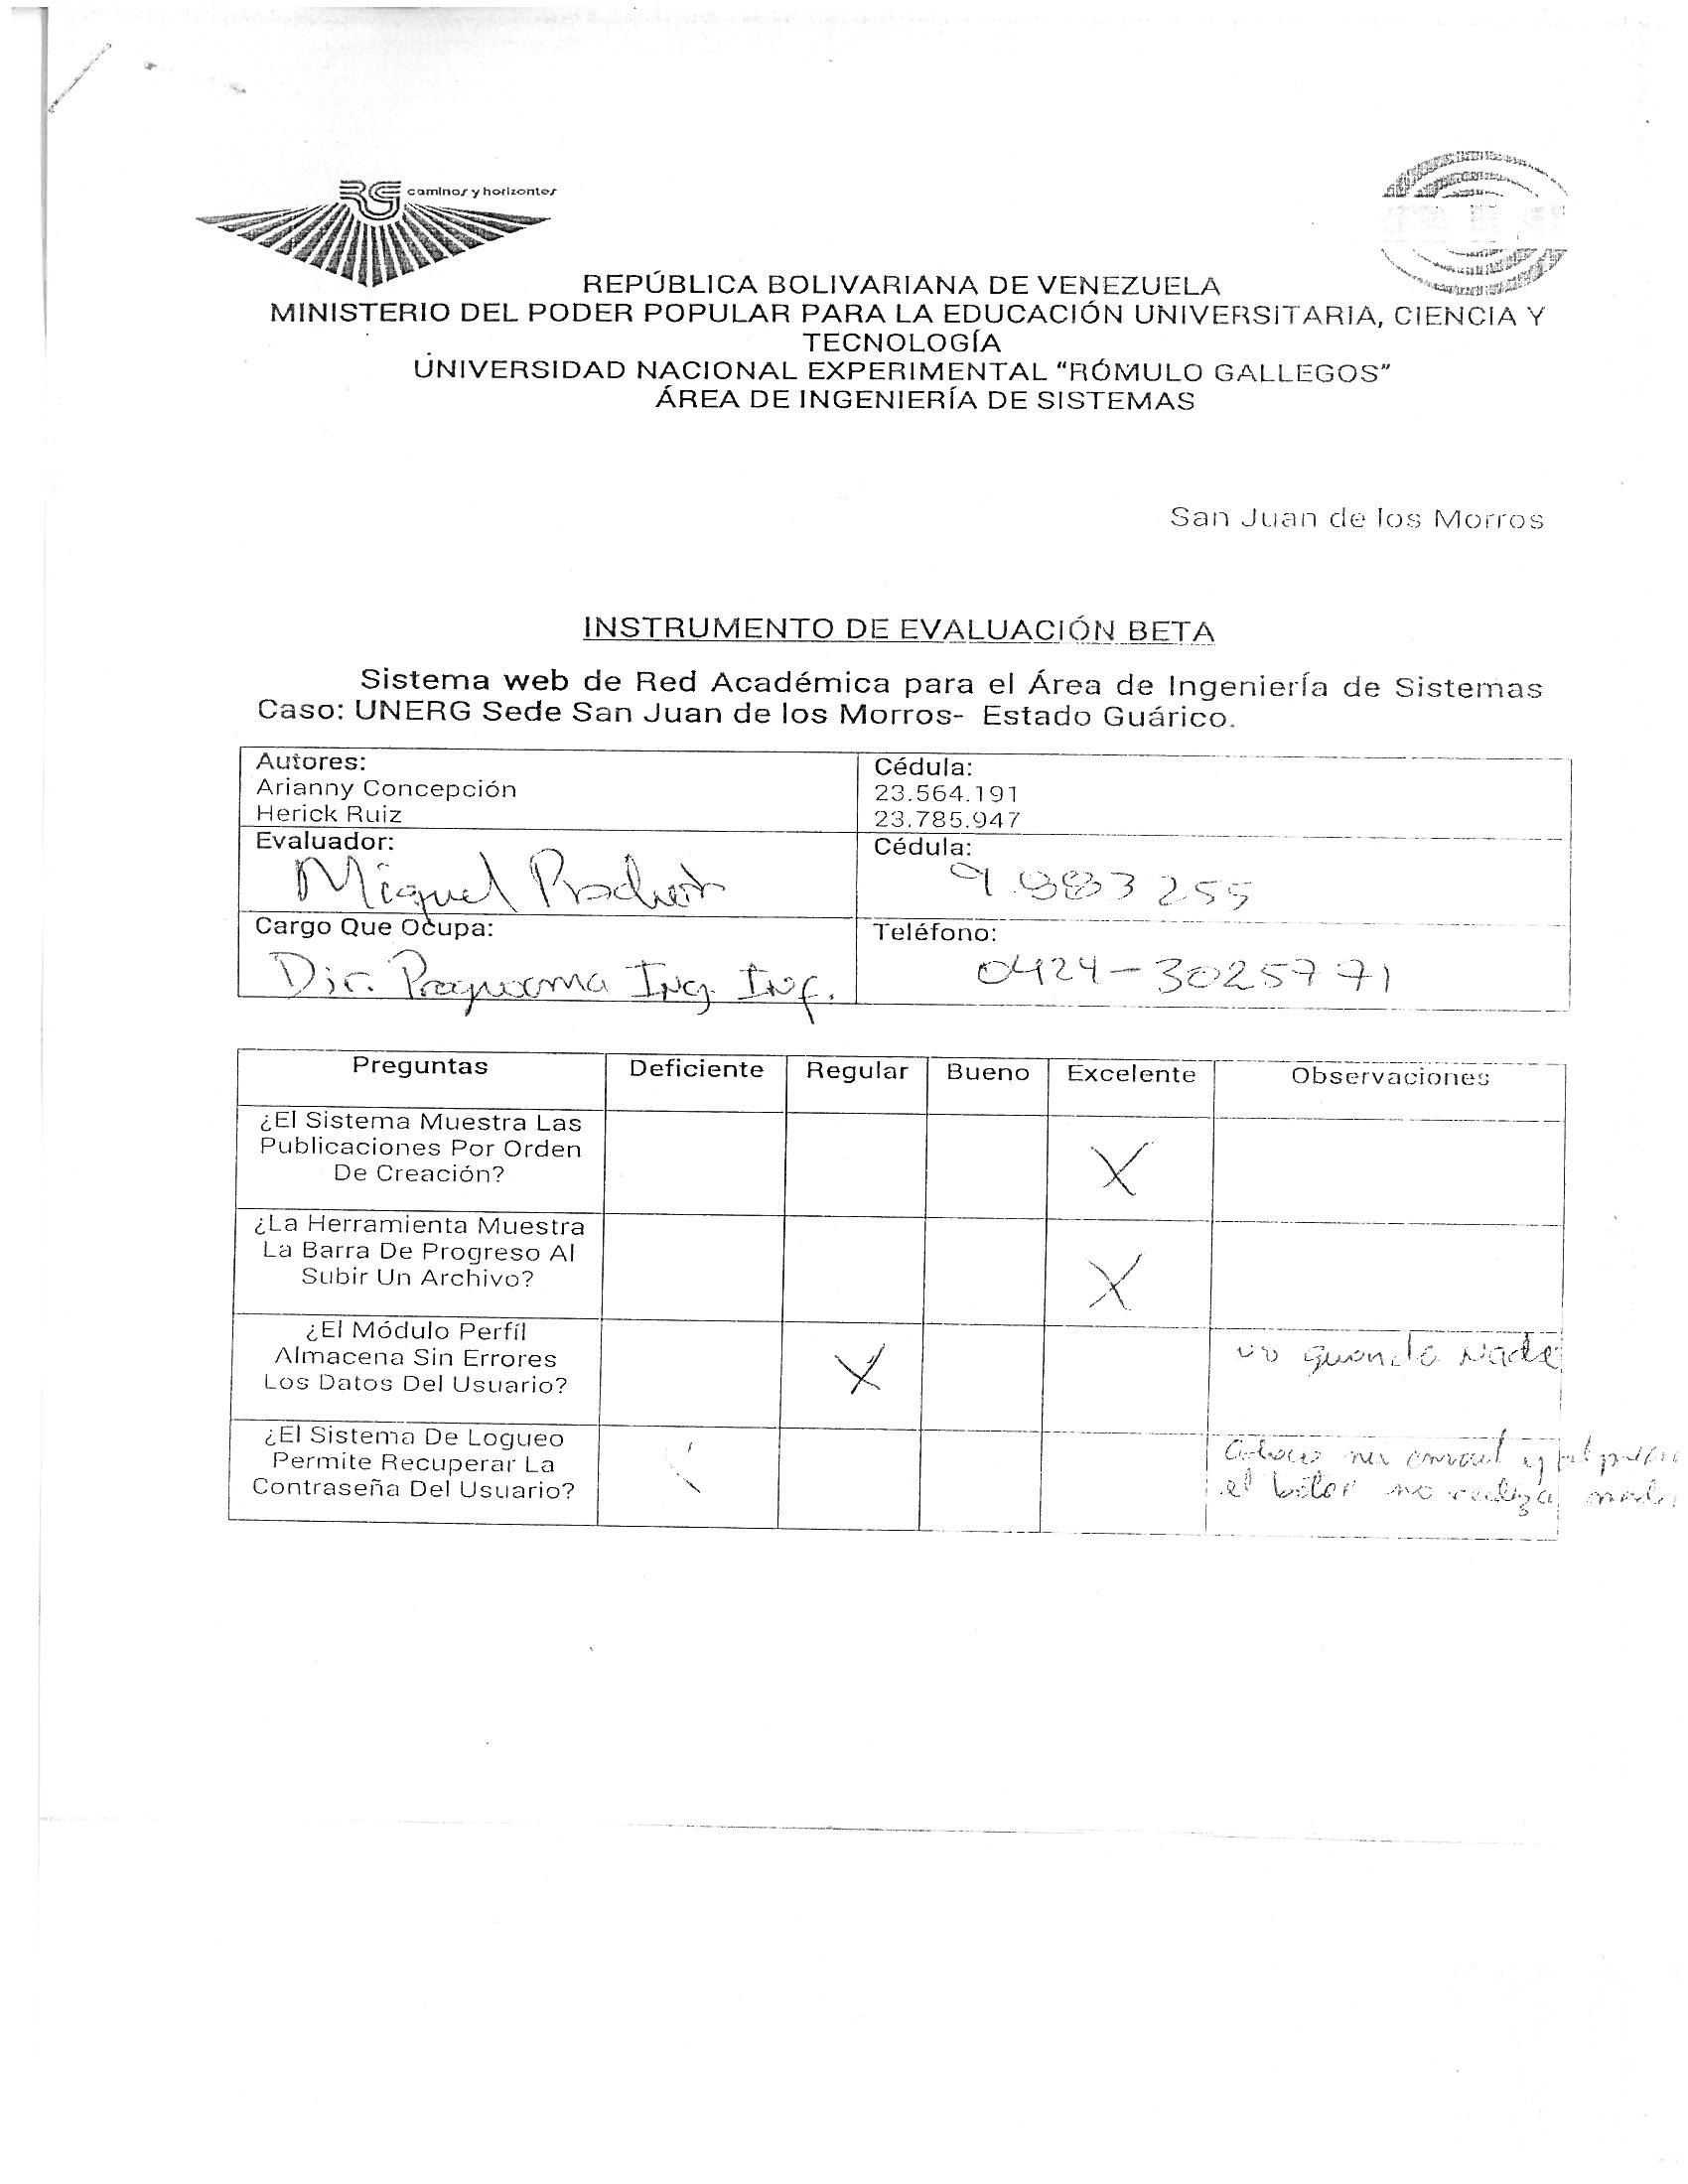 caminos y horizontes
REPÚBLICA BOLIVARIANA DE VENEZUELA
MINISTERIO DEL PODER POPULAR PARA LA EDUCACIÓN UNIVERSITARIA, CIENCIA Y
TECNOLOGÍA
UNIVERSIDAD NACIONAL EXPERIMENTAL "RÓMULO GALLEGOS"
ÁREA DE INGENIERÍA DE SISTEMAS
San Juan de los Morros
INSTRUMENTO DE EVALUACIÓN BETA
Sistema web de Red Académica para el Área de Ingeniería de Sistemas
Caso: UNERG Sede San Juan de los Morros- Estado Guárico.
Autores:
Arianny Concepción
Herick Ruiz
Cédula:
23.564.191
23.785.947
Evaluador:
Miguel
Cédula:
9.883255
Cargo Que Ocupa:
Dir. Programa Ing. Inf.
Teléfono:
0424-3025771
Preguntas Deficiente Regular Bueno Excelente Observaciones
¿El Sistema Muestra Las
Publicaciones Por Orden
De Creación?
X
¿La Herramienta Muestra
La Barra De Progreso Al
Subir Un Archivo?
X
¿El Módulo Perfíl
Almacena Sin Errores
Los Datos Del Usuario?
X
no guarda nada
¿El Sistema De Logueo
Permite Recuperar La
Contraseña Del Usuario?
mi email y al
el no realiza nada